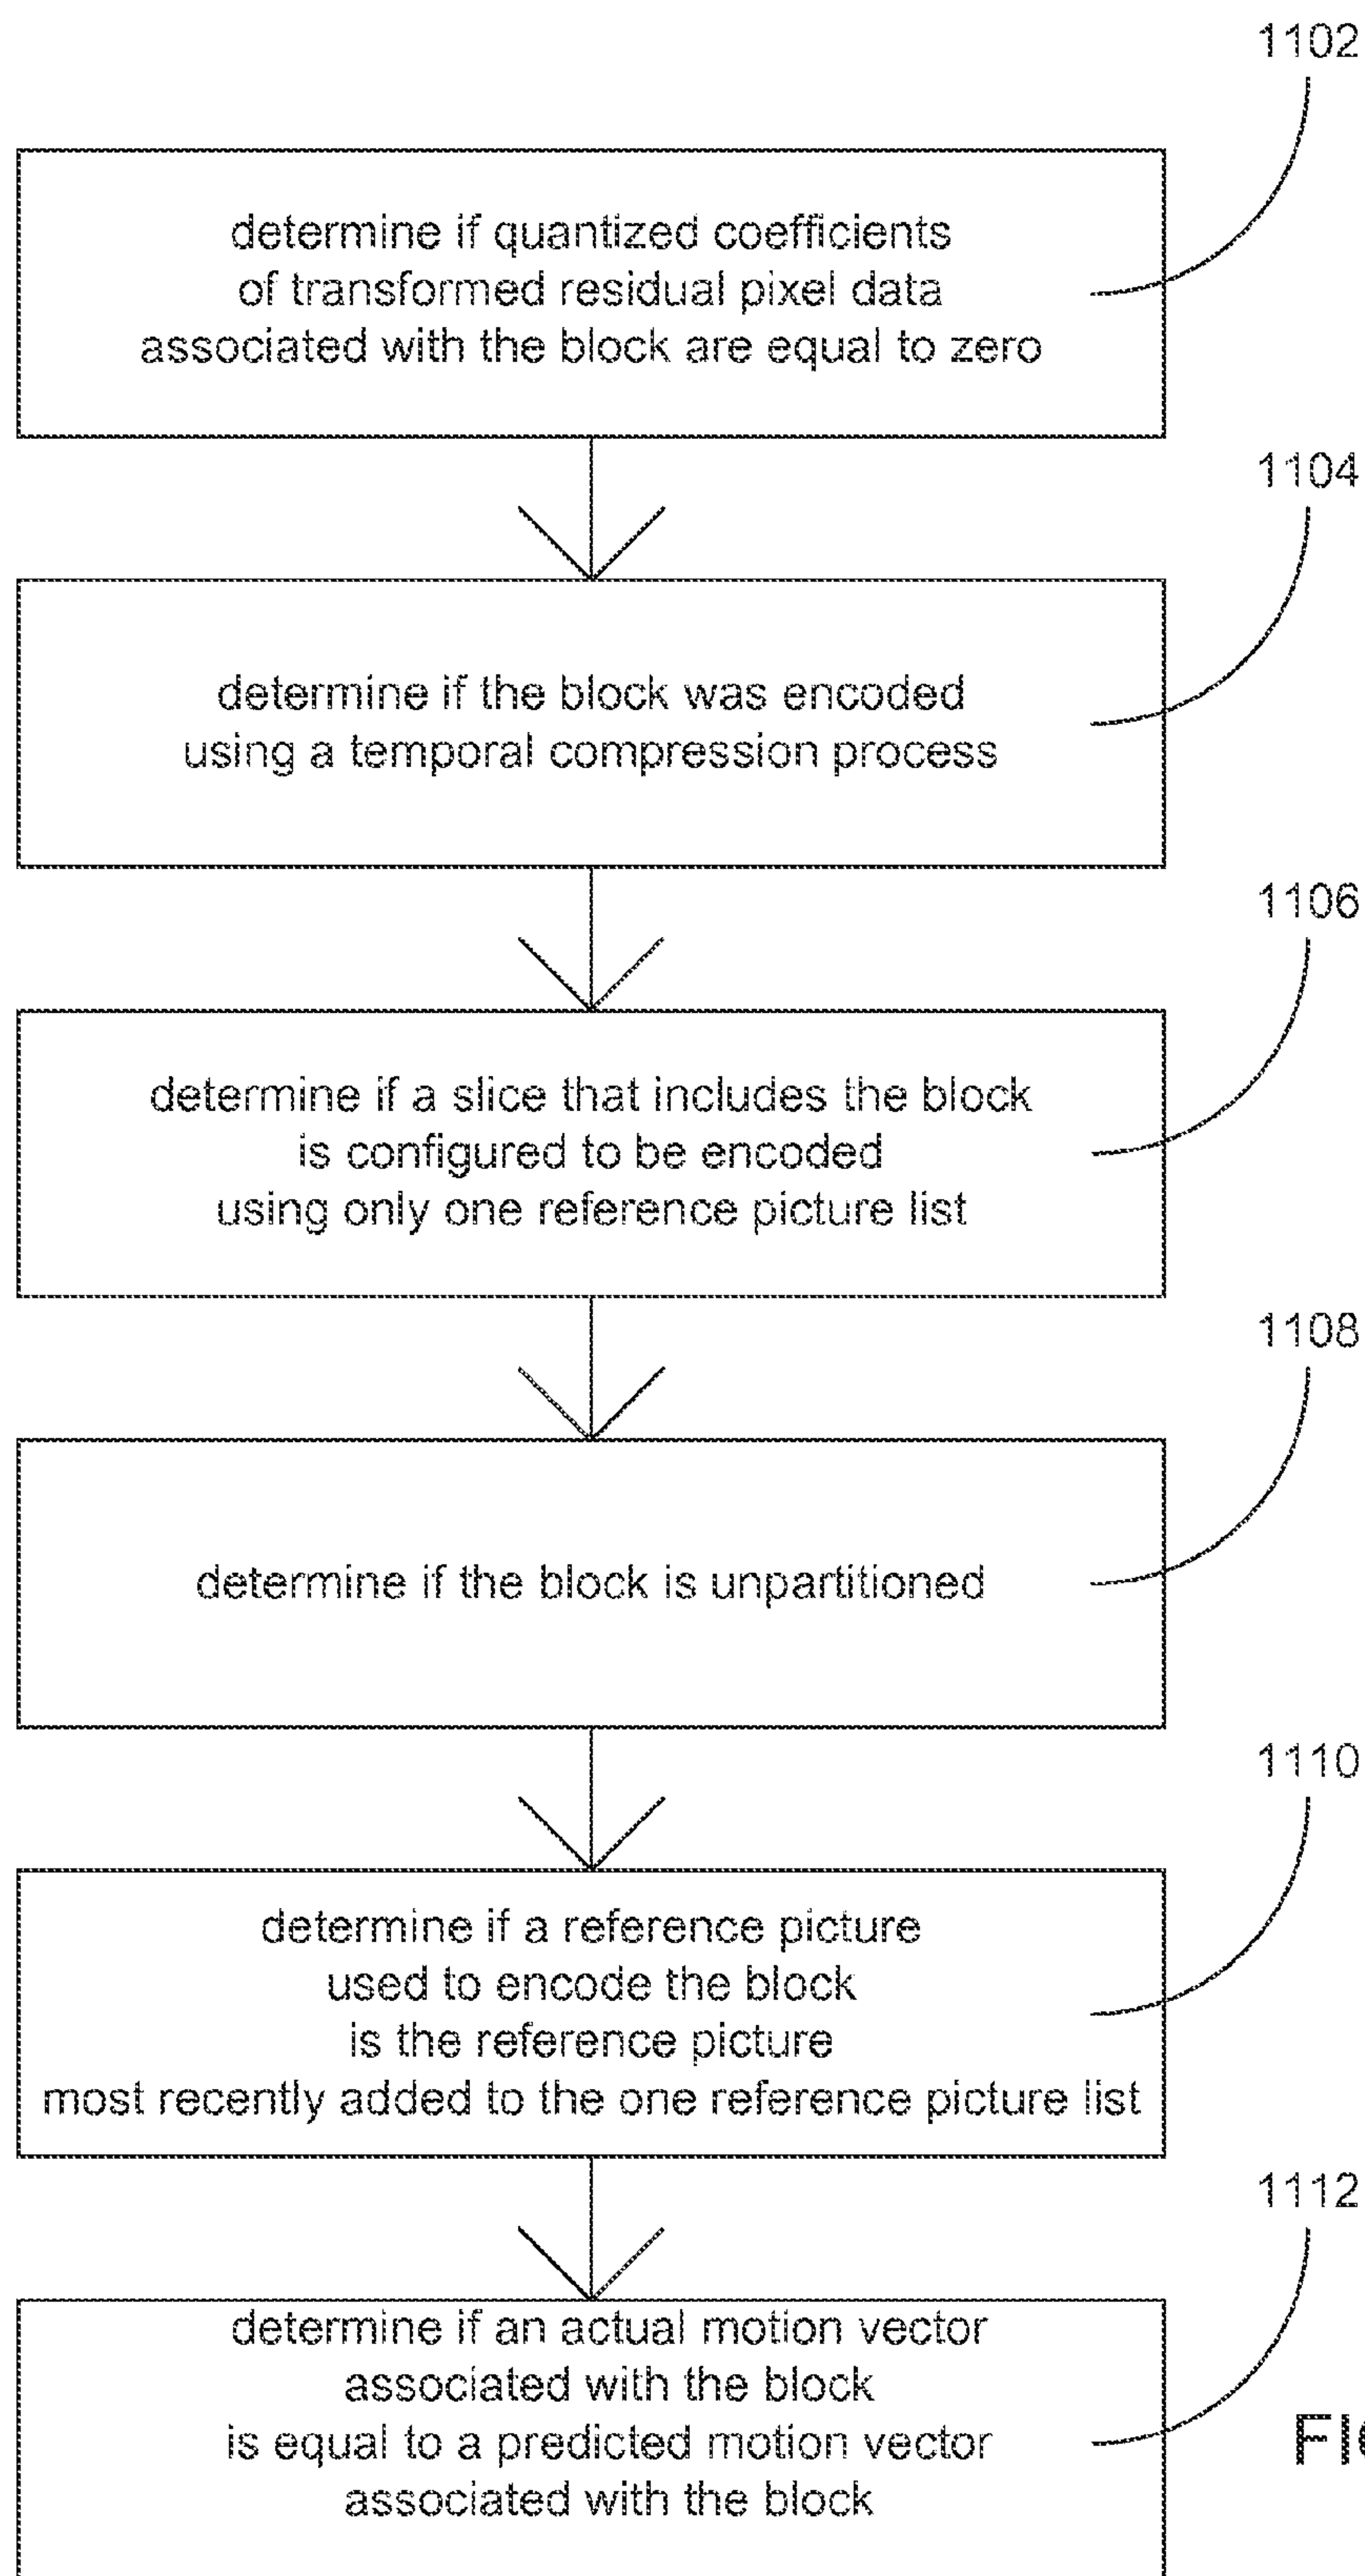 1102
determine if quantized coefficients
of transformed residual pixel data
associated with the block are equal to zero
1104
determine if the block was encoded
using a temporal compression process
1106
determine if a slice that includes the block
is configured to be encoded
using only one reference picture list
1108
determine if the block is unpartitioned
1110
determine if a reference picture
used to encode the block
is the reference picture
most recently added to the one reference picture list
1112
determine if an actual motion vector
associated with the block
is equal to a predicted motion vector
associated with the block